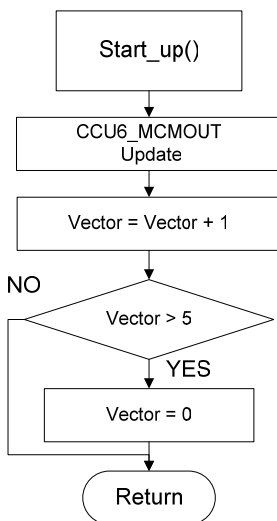 Start_up()
CCU6_MCMOUT
Update
Vector = Vector + 1
NO
Vector > 5
YES
Vector = 0
Return